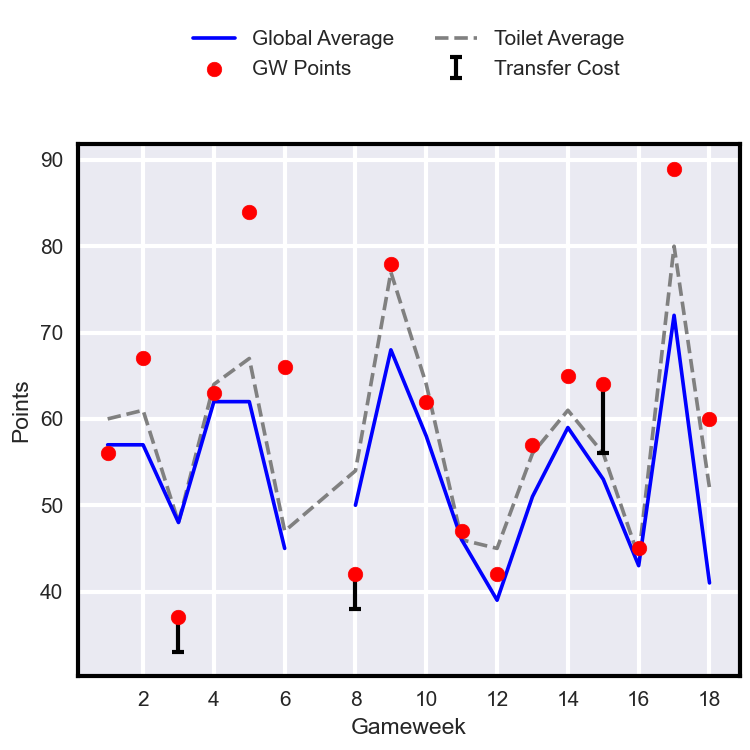 Global Average
Toilet Average
GW Points
Transfer Cost
90
80
70
60
50
40
Points
2 4 6 8 10 12 14 16 18
Gameweek